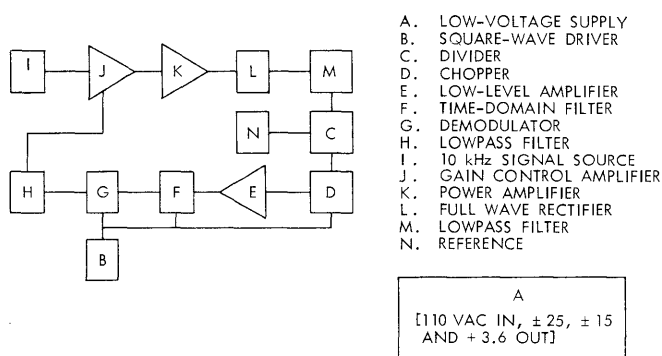 A. LOW-VOLTAGE SUPPLY
B. SQUARE-WAVE DRIVER
C. DIVIDER
D. CHOPPER
E. LOW-LEVEL AMPLIFIER
F. TIME-DOMAIN FILTER
G. DEMODULATOR
H. LOWPASS FILTER
I. 10 kHz SIGNAL SOURCE
J. GAIN CONTROL AMPLIFIER
K. POWER AMPLIFIER
L. FULL WAVE RECTIFIER
M. LOWPASS FILTER
N. REFERENCE
I J K L M
N C
H G F E D
B
A
[110 VAC IN, ± 25, ± 15
AND + 3.6 OUT]